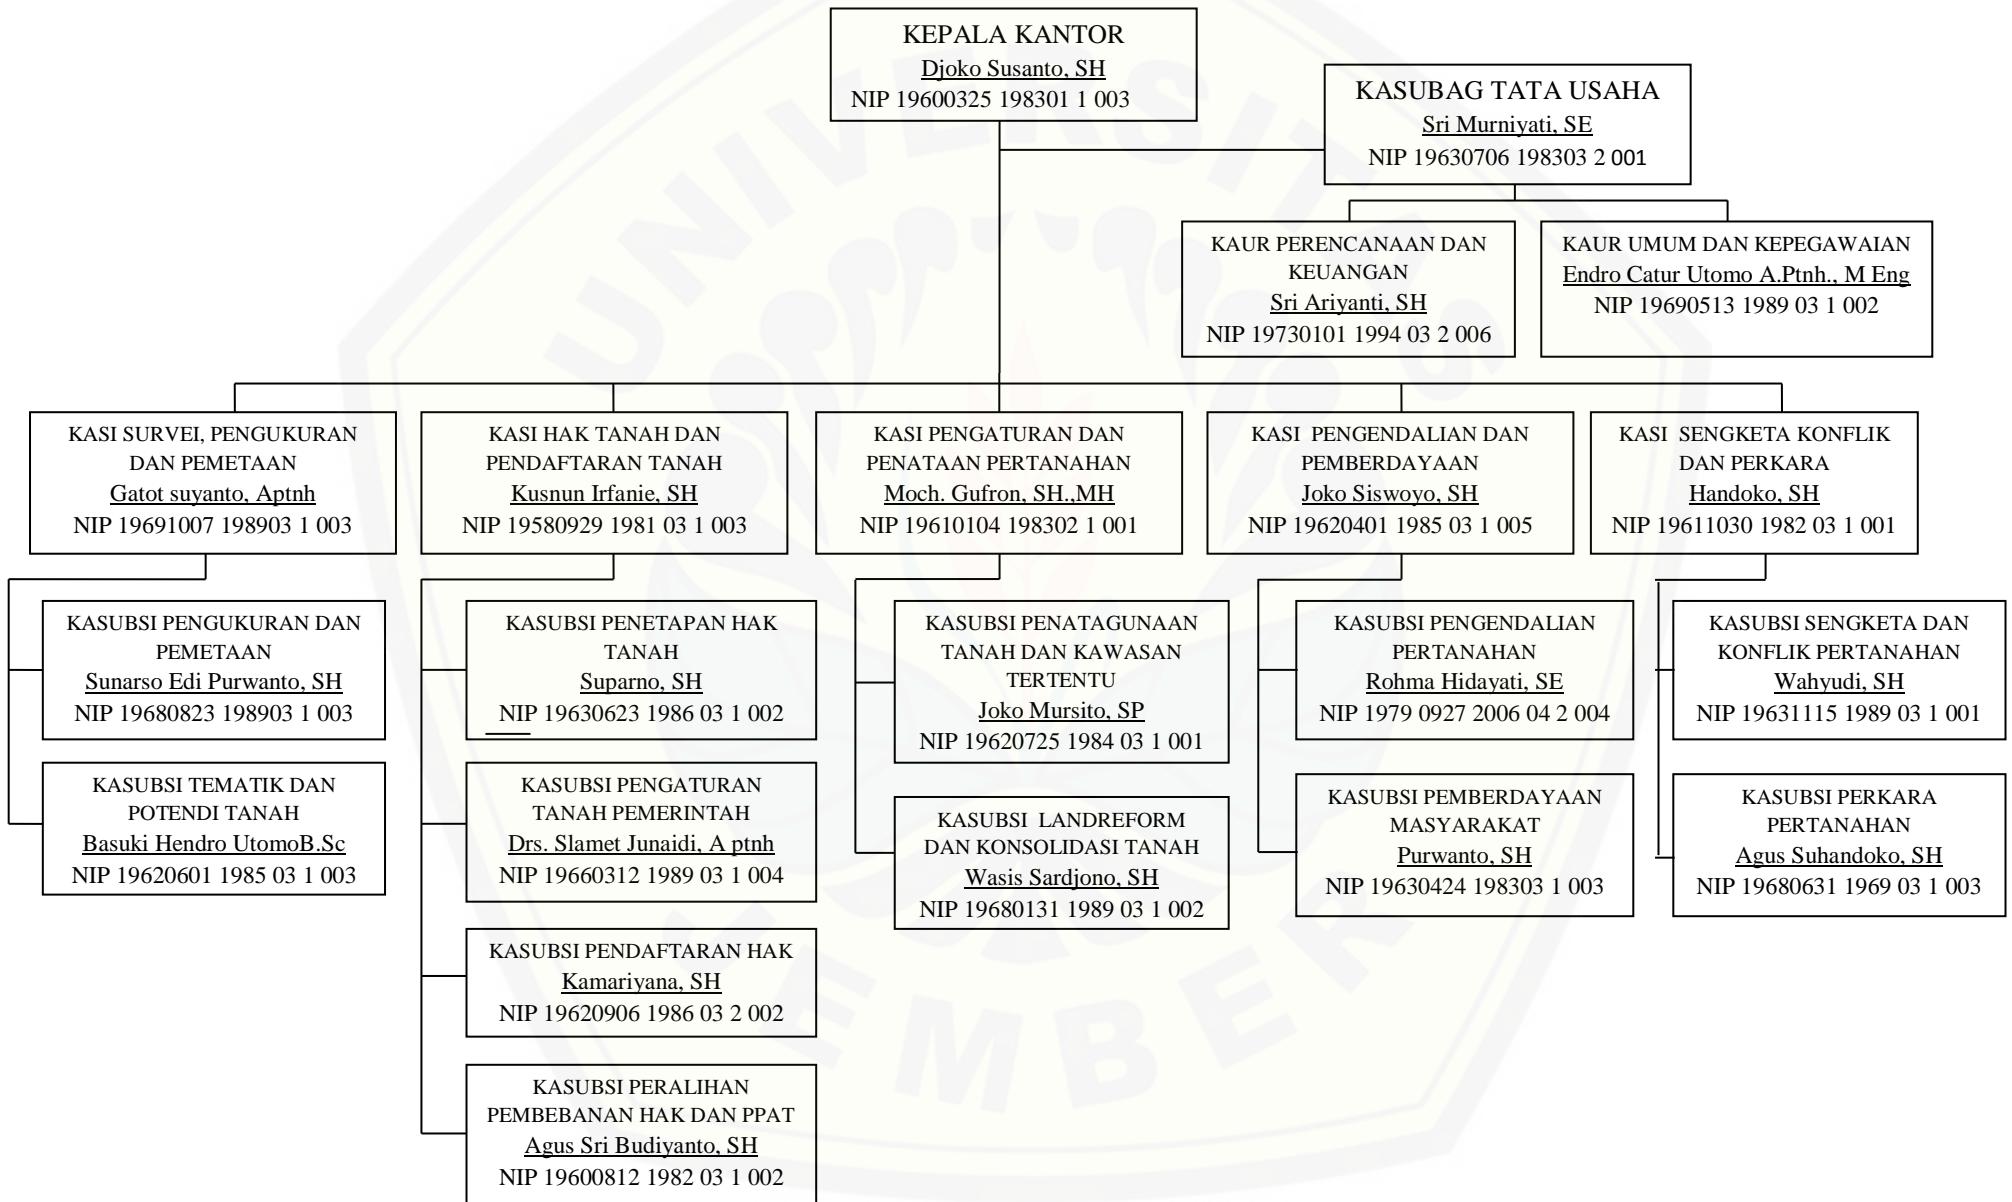 KEPALA KANTOR
Djoko Susanto, SH
NIP 19600325 198301 1 003
KASUBAG TATA USAHA
Sri Murniyati, SE
NIP 19630706 198303 2 001
KAUR PERENCANAAN DAN
KEUANGAN
Sri Ariyanti, SH
NIP 19730101 1994 03 2 006
KAUR UMUM DAN KEPEGAWAIAN
Endro Catur Utomo A.Ptnh., M Eng
NIP 19690513 1989 03 1 002
KASI SURVEI, PENGUKURAN
DAN PEMETAAN
Gatot suyanto, Aptnh
NIP 19691007 198903 1 003
KASI HAK TANAH DAN
PENDAFTARAN TANAH
Kusnun Irfanie, SH
NIP 19580929 1981 03 1 003
KASI PENGATURAN DAN
PENATAAN PERTANAHAN
Moch. Gufron, SH.,MH
NIP 19610104 198302 1 001
KASI PENGENDALIAN DAN
PEMBERDAYAAN
Joko Siswoyo, SH
NIP 19620401 1985 03 1 005
KASI SENGKETA KONFLIK
DAN PERKARA
Handoko, SH
NIP 19611030 1982 03 1 001
KASUBSI PENGUKURAN DAN
PEMETAAN
Sunarso Edi Purwanto, SH
NIP 19680823 198903 1 003
KASUBSI TEMATIK DAN
POTENDI TANAH
Basuki Hendro UtomoB.Sc
NIP 19620601 1985 03 1 003
KASUBSI PENETAPAN HAK
TANAH
Suparno, SH
NIP 19630623 1986 03 1 002
KASUBSI PENGATURAN
TANAH PEMERINTAH
Drs. Slamet Junaidi, A ptnh
NIP 19660312 1989 03 1 004
KASUBSI PENDAFTARAN HAK
Kamariyana, SH
NIP 19620906 1986 03 2 002
KASUBSI PERALIHAN
PEMBEBANAN HAK DAN PPAT
Agus Sri Budiyanto, SH
NIP 19600812 1982 03 1 002
KASUBSI PENATAGUNAAN
TANAH DAN KAWASAN
TERTENTU
Joko Mursito, SP
NIP 19620725 1984 03 1 001
KASUBSI LANDREFORM
DAN KONSOLIDASI TANAH
Wasis Sardjono, SH
NIP 19680131 1989 03 1 002
KASUBSI PENGENDALIAN
PERTANAHAN
Rohma Hidayati, SE
NIP 1979 0927 2006 04 2 004
KASUBSI PEMBERDAYAAN
MASYARAKAT
Purwanto, SH
NIP 19630424 198303 1 003
KASUBSI SENGKETA DAN
KONFLIK PERTANAHAN
Wahyudi, SH
NIP 19631115 1989 03 1 001
KASUBSI PERKARA
PERTANAHAN
Agus Suhandoko, SH
NIP 19680631 1969 03 1 003
UNIVERSITAS
JEMBER